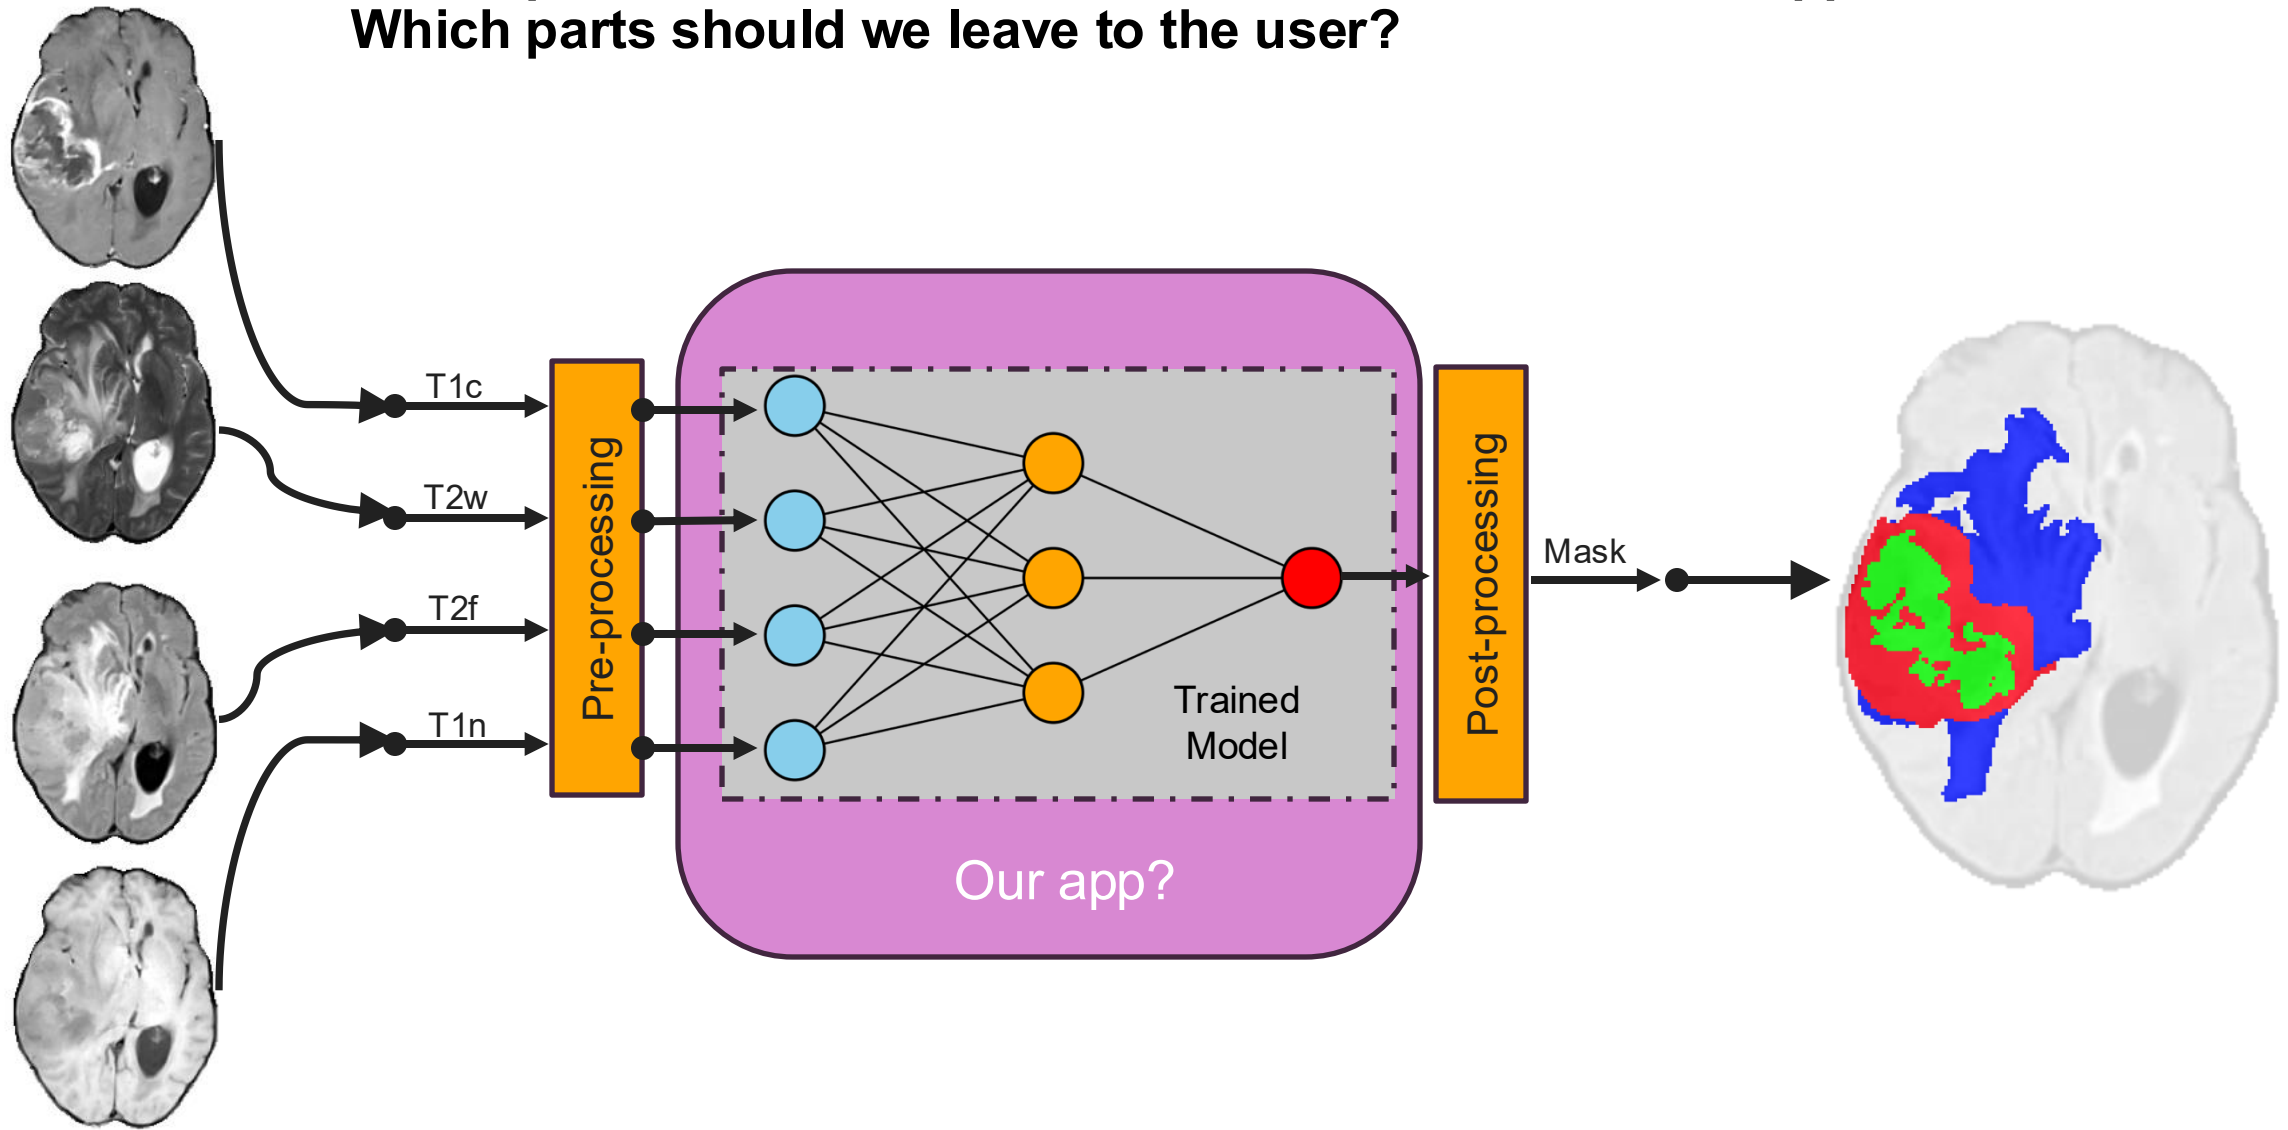 Which parts should we leave to the user?
T1c
T2w
T2f
T1n
Pre-processing
Trained
Model
Our app?
Post-processing
Mask